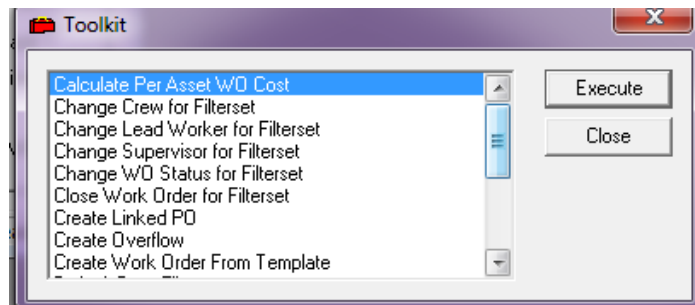 Toolkit
Calculate Per Asset WO Cost
Change Crew for Filterset
Change Lead Worker for Filterset
Change Supervisor for Filterset
Change WO Status for Filterset
Close Work Order for Filterset
Create Linked PO
Create Overflow
Create Work Order From Template
Execute
Close